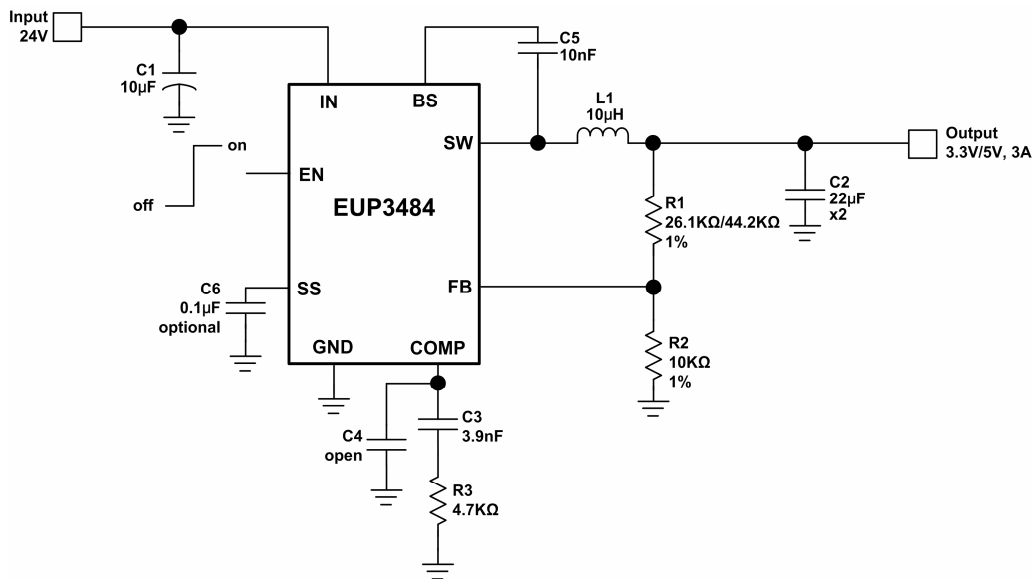 Input
24V
C1
10μF
IN
BS
C5
10nF
L1
10μH
SW
Output
3.3V/5V, 3A
on
off
EN
EUP3484
R1
26.1KΩ/44.2KΩ
1%
C2
22μF
x2
C6
0.1μF
optional
SS
FB
GND
COMP
R2
10KΩ
1%
C4
open
C3
3.9nF
R3
4.7KΩ